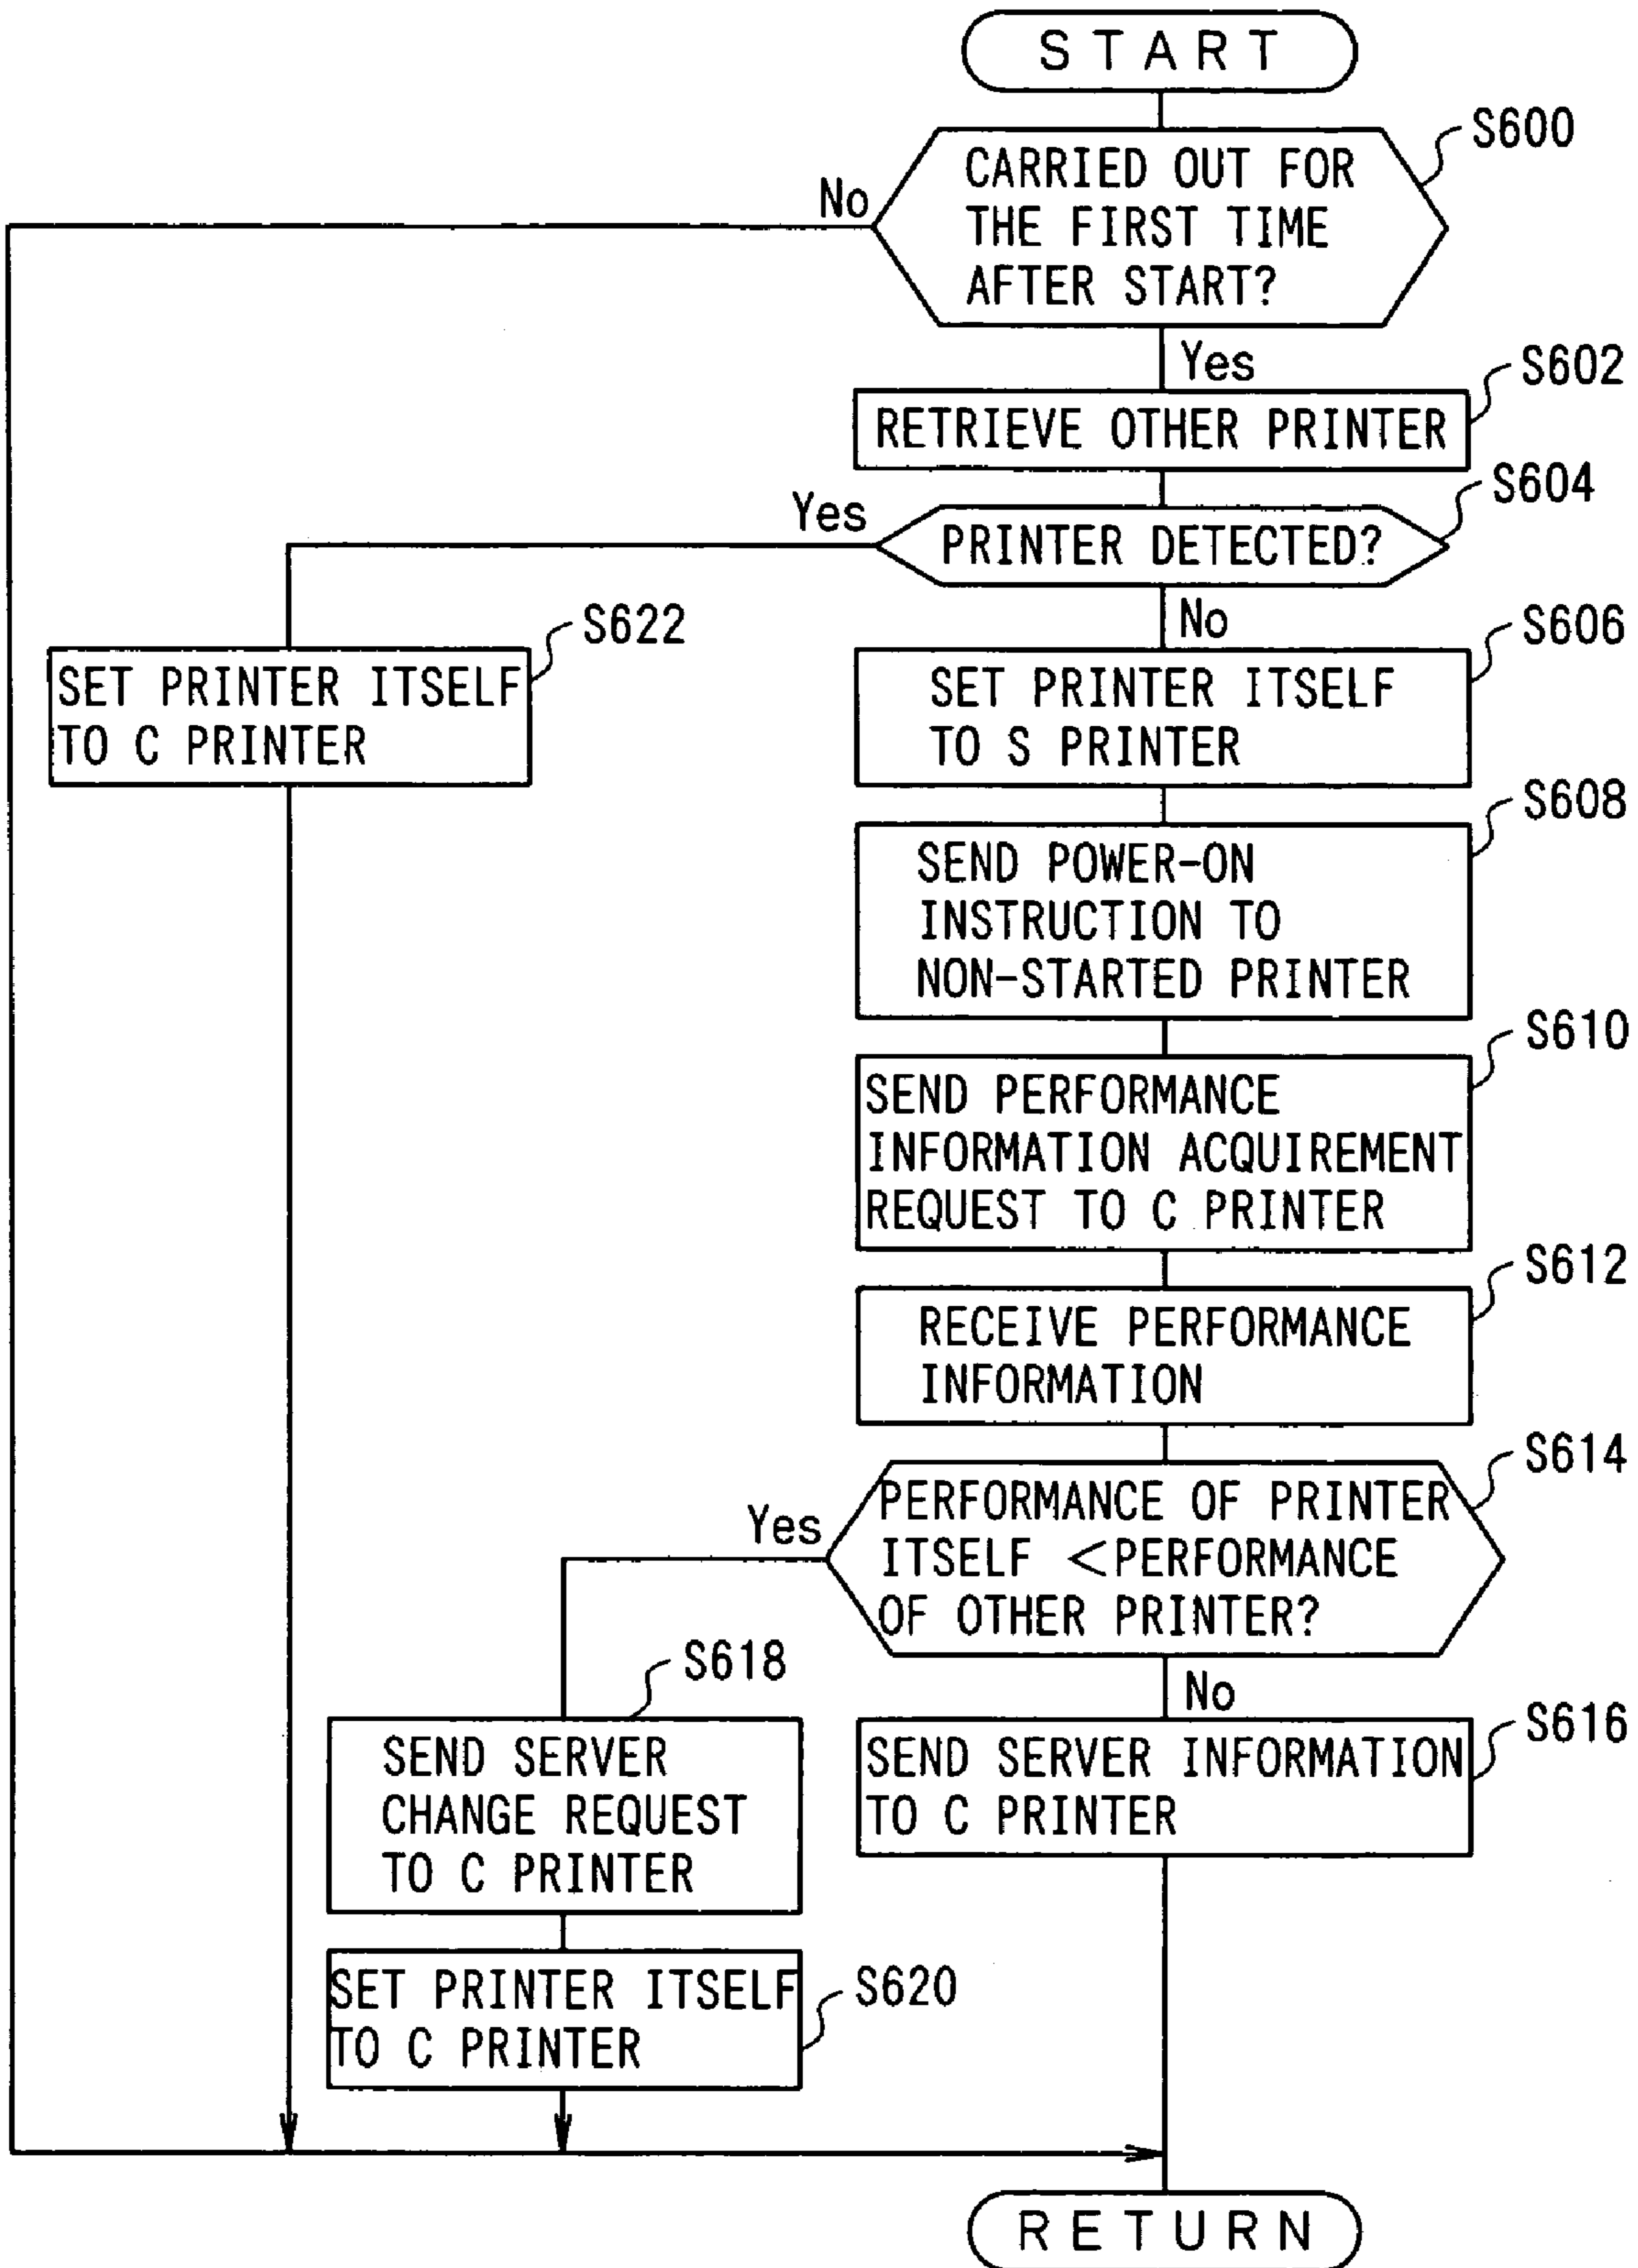 START
S600
CARRIED OUT FOR
THE FIRST TIME
AFTER START?
No
Yes
S602
RETRIEVE OTHER PRINTER
S604
Yes
PRINTER DETECTED?
No
S622
SET PRINTER ITSELF
TO C PRINTER
S606
SET PRINTER ITSELF
TO S PRINTER
S608
SEND POWER-ON
INSTRUCTION TO
NON-STARTED PRINTER
S610
SEND PERFORMANCE
INFORMATION ACQUIREMENT
REQUEST TO C PRINTER
S612
RECEIVE PERFORMANCE
INFORMATION
S614
PERFORMANCE OF PRINTER
ITSELF <PERFORMANCE
OF OTHER PRINTER?
Yes
No
S618
SEND SERVER
CHANGE REQUEST
TO C PRINTER
S616
SEND SERVER INFORMATION
TO C PRINTER
S620
SET PRINTER ITSELF
TO C PRINTER
RETURN